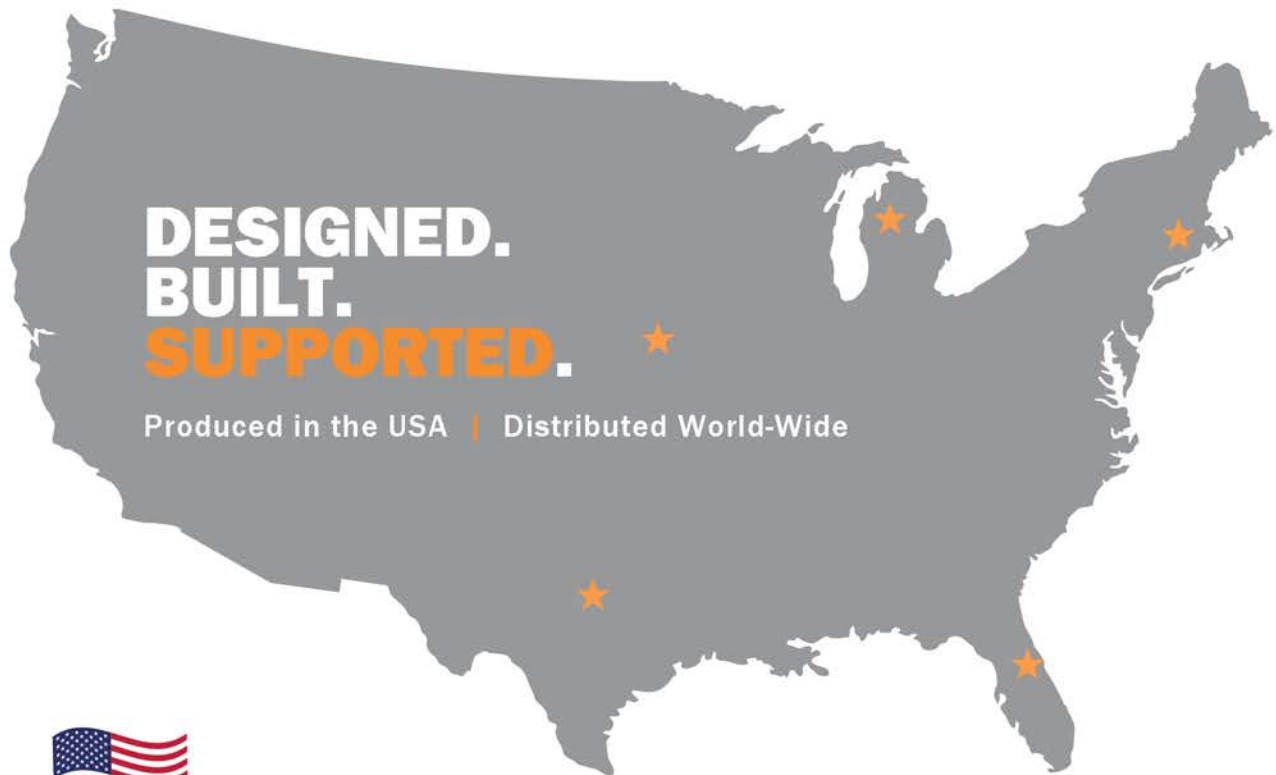 DESIGNED.
BUILT.
SUPPORTED.
Produced in the USA | Distributed World-Wide